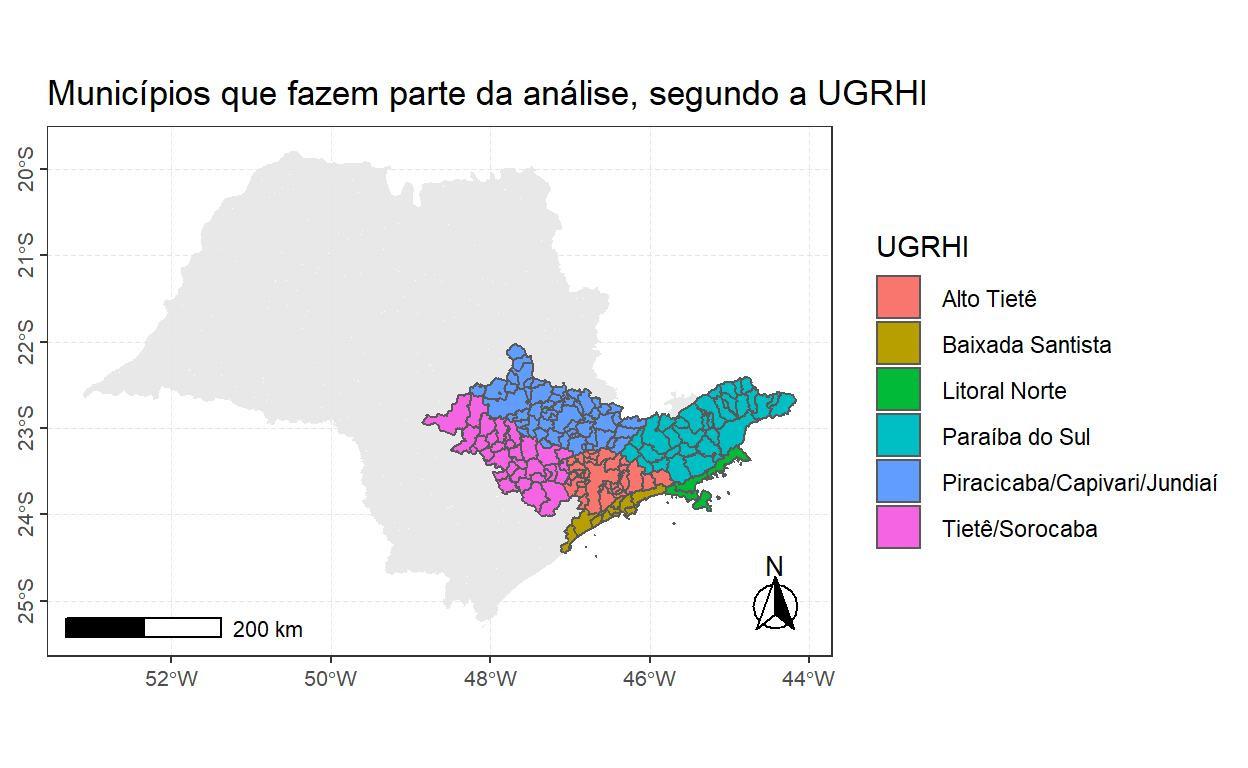 Municípios que fazem parte da análise, segundo a UGRHI
20°S
21°S
22°S
23°S
24°S
25°S
52°W
50°W
48°W
46°W
44°W
200 km
N
UGRHI
Alto Tietê
Baixada Santista
Litoral Norte
Paraíba do Sul
Piracicaba/Capivari/Jundiaí
Tietê/Sorocaba